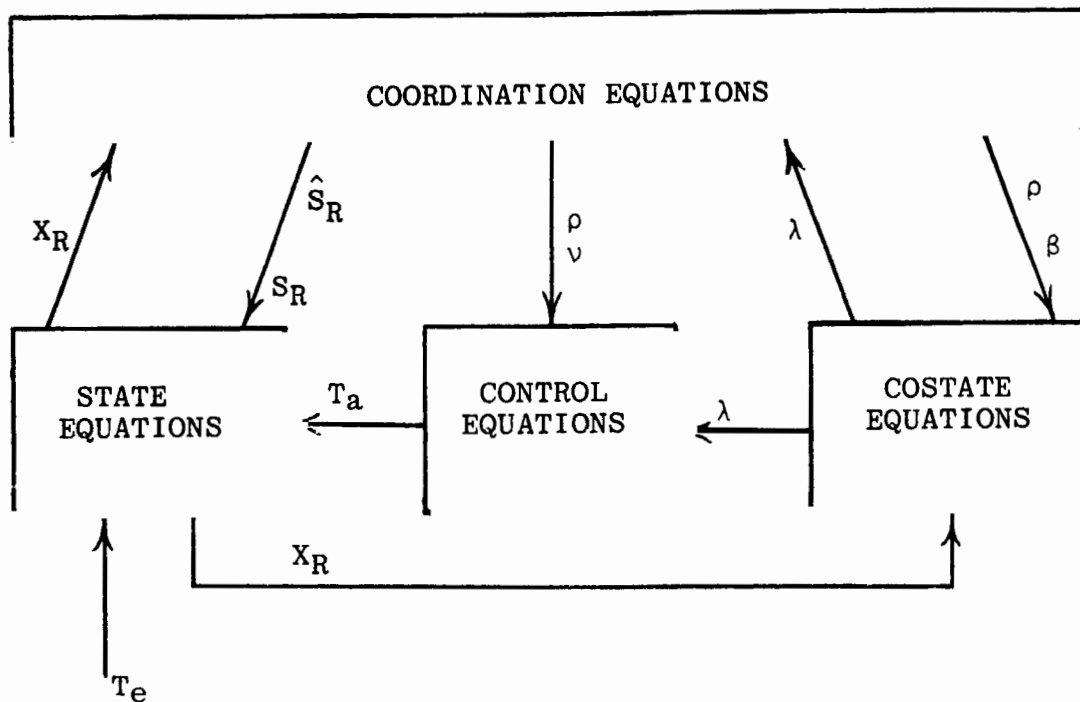 COORDINATION EQUATIONS
X_R
Ŝ_R
S_R
ρ
ν
λ
ρ
β
STATE
EQUATIONS
T_a
CONTROL
EQUATIONS
λ
COSTATE
EQUATIONS
X_R
T_e